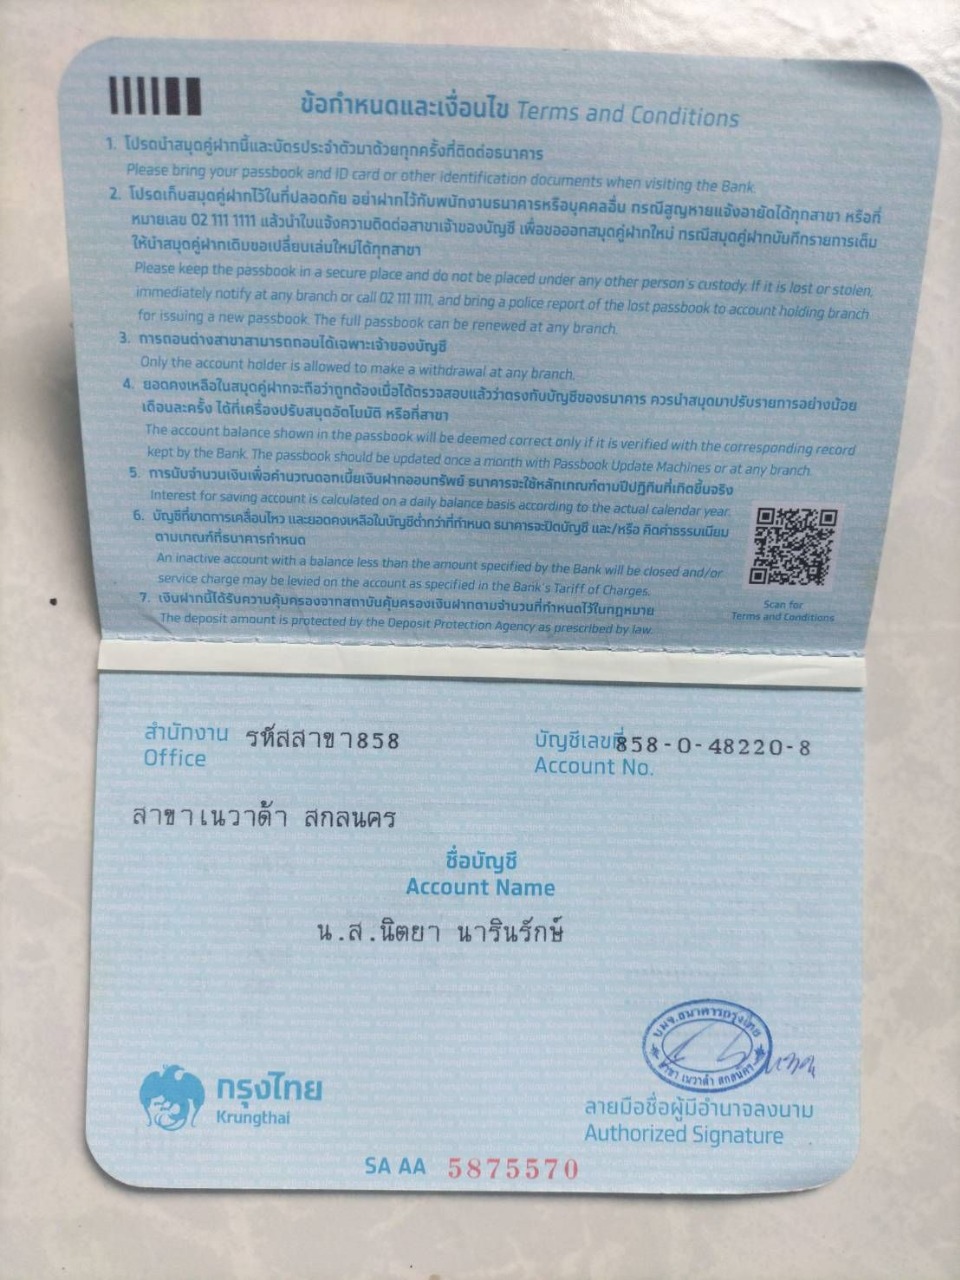 ข้อกำหนดและเงื่อนไข Terms and Conditions
1. โปรดนำสมุดคู่ฝากนี้และบัตรประจำตัวมาด้วยทุกครั้งที่ติดต่อธนาคาร
Please bring your passbook and ID card or other identification documents when visiting the Bank.
2. โปรดเก็บสมุดคู่ฝากไว้ในที่ปลอดภัย อย่าฝากไว้กับพนักงานธนาคารหรือบุคคลอื่น กรณีสูญหายแจ้งอายัดได้ทุกสาขา หรือที่
หมายเลข 02 111 1111 แล้วนำใบแจ้งความติดต่อสาขาเจ้าของบัญชี เพื่อขอออกสมุดคู่ฝากใหม่ กรณีสมุดคู่ฝากบันทึกรายการเต็ม
ให้นำสมุดคู่ฝากเดิมขอเปลี่ยนเล่มใหม่ได้ทุกสาขา
Please keep the passbook in a secure place and do not be placed under any other person's custody. If it is lost or stolen,
immediately notify at any branch or call 02 111 1111, and bring a police report of the lost passbook to account holding branch
for issuing a new passbook. The full passbook can be renewed at any branch.
3. การถอนต่างสาขาสามารถถอนได้เฉพาะเจ้าของบัญชี
Only the account holder is allowed to make a withdrawal at any branch.
4. ยอดคงเหลือในสมุดคู่ฝากจะถือว่าถูกต้องเมื่อได้ตรวจสอบแล้วว่าตรงกับบัญชีของธนาคาร ควรนำสมุดมาปรับรายการอย่างน้อย
เดือนละครั้ง ได้ที่เครื่องปรับสมุดอัตโนมัติ หรือที่สาขา
The account balance shown in the passbook will be deemed correct only if it is verified with the corresponding record
kept by the Bank. The passbook should be updated once a month with Passbook Update Machines or at any branch.
5. การนับจำนวนเงินเพื่อคำนวณดอกเบี้ยเงินฝากออมทรัพย์ ธนาคารจะใช้หลักเกณฑ์ตามปีปฏิทินที่เกิดขึ้นจริง
Interest for saving account is calculated on a daily balance basis according to the actual calendar year.
6. บัญชีที่ขาดการเคลื่อนไหว และยอดคงเหลือในบัญชีต่ำกว่าที่กำหนด ธนาคารจะปิดบัญชี และ/หรือ คิดค่าธรรมเนียม
ตามเกณฑ์ที่ธนาคารกำหนด
An inactive account with a balance less than the amount specified by the Bank will be closed and/or
service charge may be levied on the account as specified in the Bank's Tariff of Charges.
7. เงินฝากนี้ได้รับความคุ้มครองจากสถาบันคุ้มครองเงินฝากตามจำนวนที่กำหนดไว้ในกฎหมาย
The deposit amount is protected by the Deposit Protection Agency as prescribed by law.
Scan for
Terms and Conditions
สำนักงาน รหัสสาขา858
Office
บัญชีเลขที่ 858-0-48220-8
Account No.
สาขาเนวาด้า สกลนคร
ชื่อบัญชี
Account Name
น.ส.นิตยา นารินรักษ์
บมจ.ธนาคารกรุงไทย
สาขา เนวาด้า สกลนคร
กรุงไทย
Krungthai
ลายมือชื่อผู้มีอำนาจลงนาม
Authorized Signature
SA AA 5875570